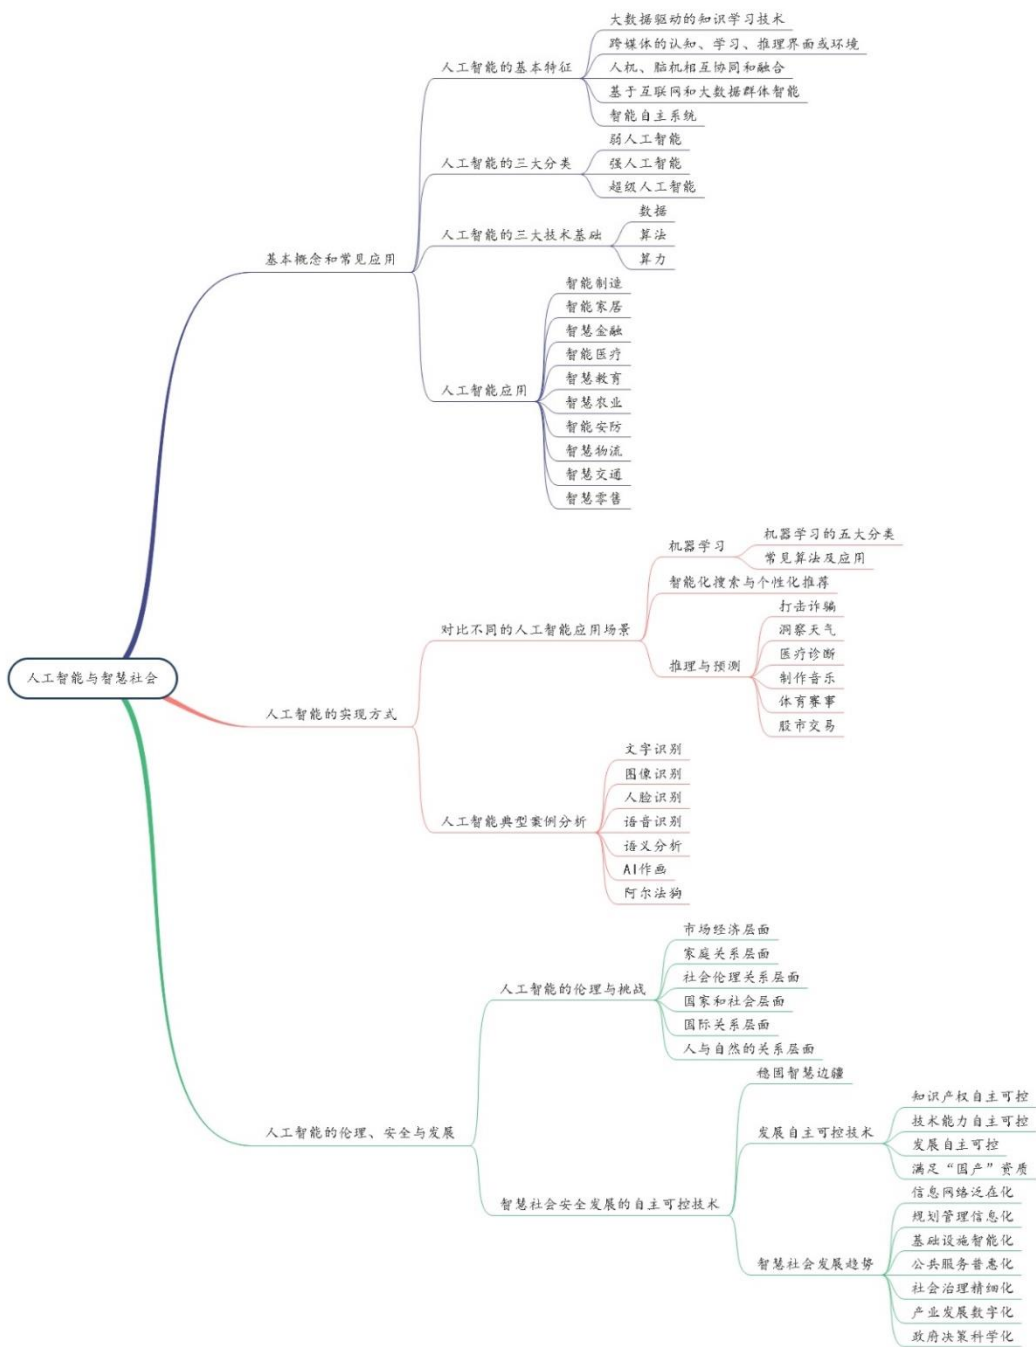 人工智能与智慧社会
基本概念和常见应用
人工智能的基本特征
大数据驱动的知识学习技术
跨媒体的认知、学习、推理界面或环境
人机、脑机相互协同和融合
基于互联网和大数据群体智能
智能自主系统
人工智能的三大分类
弱人工智能
强人工智能
超级人工智能
人工智能的三大技术基础
数据
算法
算力
人工智能应用
智能制造
智能家居
智慧金融
智能医疗
智慧教育
智慧农业
智能安防
智慧物流
智慧交通
智慧零售
人工智能的实现方式
对比不同的人工智能应用场景
机器学习
机器学习的五大分类
常见算法及应用
智能化搜索与个性化推荐
推理与预测
打击诈骗
洞察天气
医疗诊断
制作音乐
体育赛事
股市交易
人工智能典型案例分析
文字识别
图像识别
人脸识别
语音识别
语义分析
AI作画
阿尔法狗
人工智能的伦理、安全与发展
人工智能的伦理与挑战
市场经济层面
家庭关系层面
社会伦理关系层面
国家和社会层面
国际关系层面
人与自然的关系层面
智慧社会安全发展的自主可控技术
稳固智慧边疆
发展自主可控技术
知识产权自主可控
技术能力自主可控
发展自主可控
满足“国产”资质
智慧社会发展趋势
信息网络泛在化
规划管理信息化
基础设施智能化
公共服务普惠化
社会治理精细化
产业发展数字化
政府决策科学化